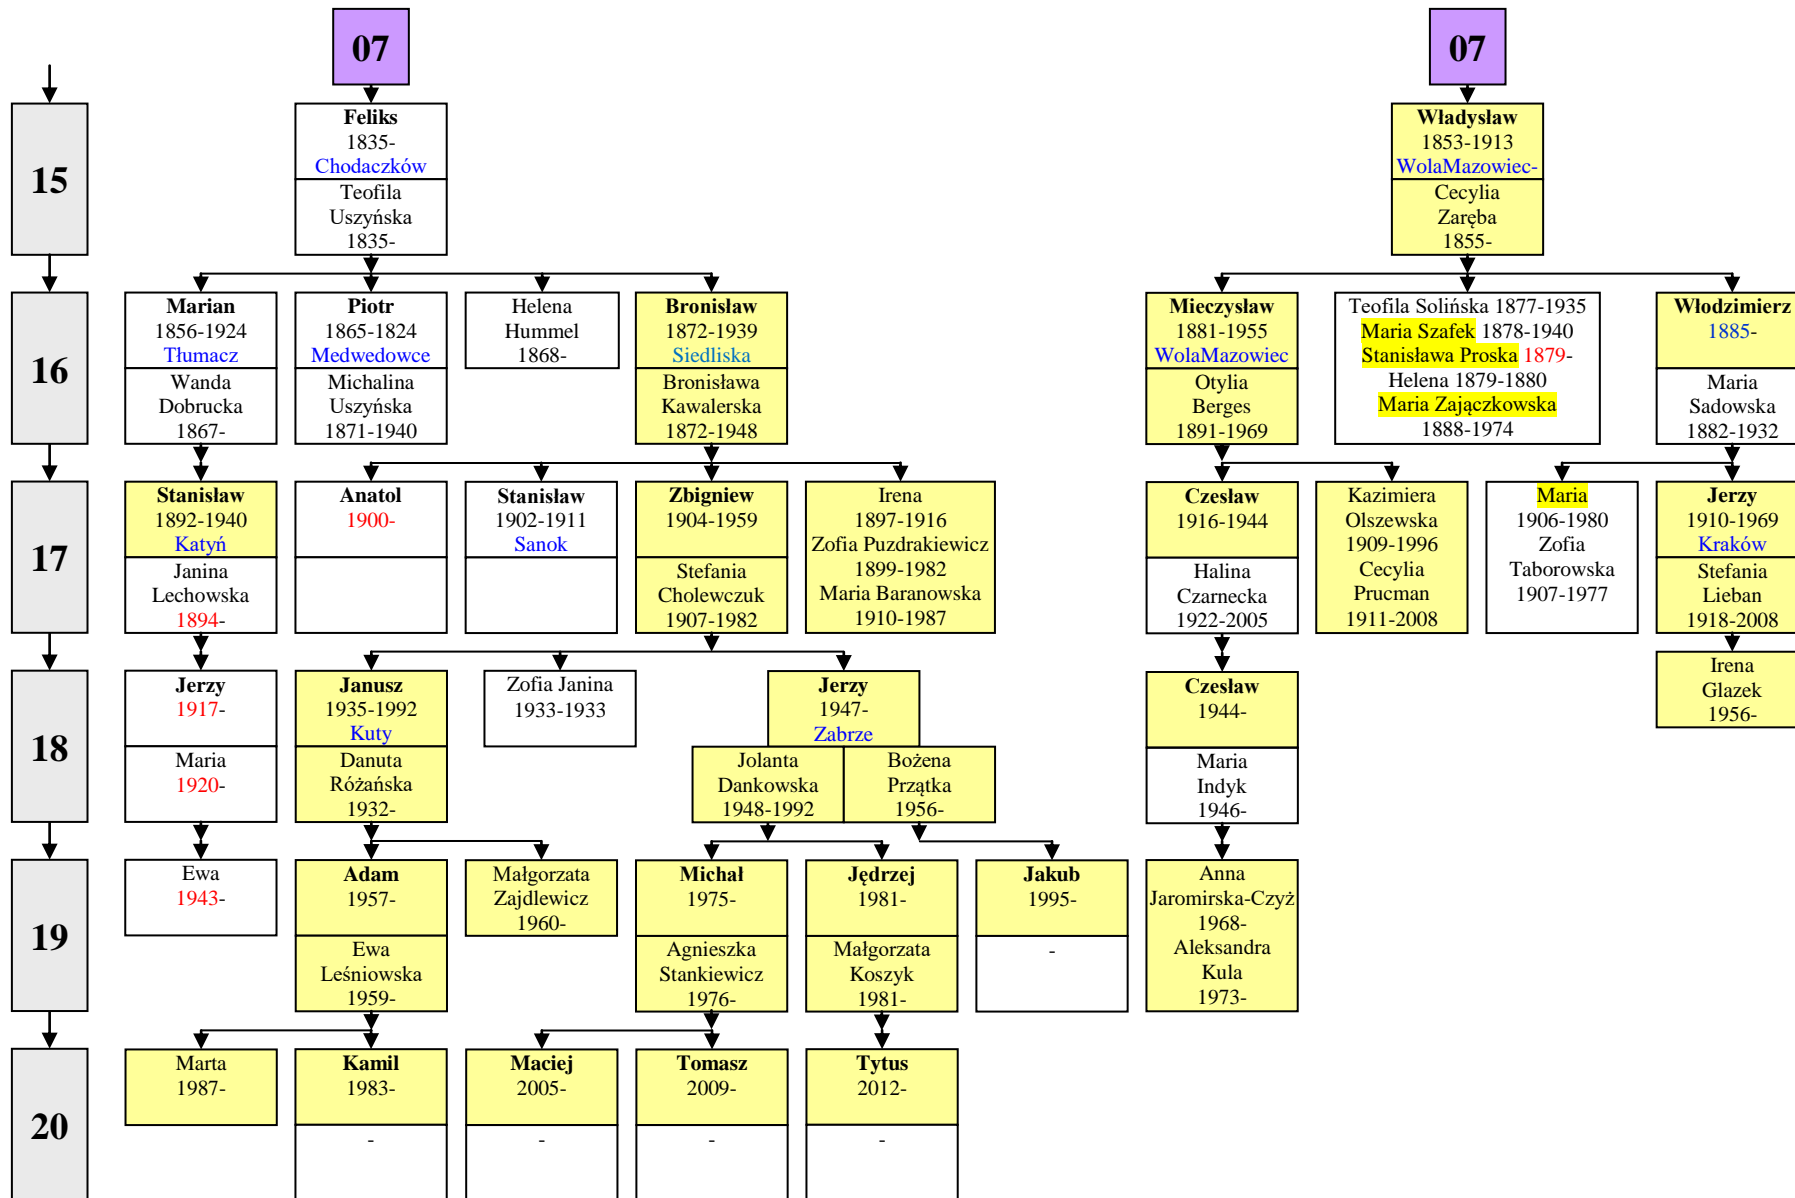 07
07
15
Feliks
1835-
Chodaczków
Teofila
Uszyńska
1835-
Władysław
1853-1913
WolaMazowiec-
Cecylia
Zaręba
1855-
16
Marian
1856-1924
Tłumacz
Wanda
Dobrucka
1867-
Piotr
1865-1824
Medwedowce
Michalina
Uszyńska
1871-1940
Helena
Hummel
1868-
Bronisław
1872-1939
Siedliska
Bronisława
Kawalerska
1872-1948
Mieczysław
1881-1955
WolaMazowiec
Otylia
Berges
1891-1969
Teofila Solińska 1877-1935
Maria Szafek 1878-1940
Stanisława Proska 1879-
Helena 1879-1880
Maria Zajączkowska
1888-1974
Włodzimierz
1885-
Maria
Sadowska
1882-1932
17
Stanisław
1892-1940
Katyń
Janina
Lechowska
1894-
Anatol
1900-
Stanisław
1902-1911
Sanok
Zbigniew
1904-1959
Stefania
Cholewczuk
1907-1982
Irena
1897-1916
Zofia Puzdrakiewicz
1899-1982
Maria Baranowska
1910-1987
Czesław
1916-1944
Halina
Czarnecka
1922-2005
Kazimiera
Olszewska
1909-1996
Cecylia
Prucman
1911-2008
Maria
1906-1980
Zofia
Taborowska
1907-1977
Jerzy
1910-1969
Kraków
Stefania
Lieban
1918-2008
18
Jerzy
1917-
Maria
1920-
Janusz
1935-1992
Kuty
Danuta
Różańska
1932-
Zofia Janina
1933-1933
Jerzy
1947-
Zabrze
Jolanta
Dankowska
1948-1992
Bożena
Prządka
1956-
Czesław
1944-
Maria
Indyk
1946-
Irena
Glazek
1956-
19
Ewa
1943-
Adam
1957-
Ewa
Leśniowska
1959-
Małgorzata
Zajdlewicz
1960-
Michał
1975-
Agnieszka
Stankiewicz
1976-
Jędrzej
1981-
Małgorzata
Koszyk
1981-
Jakub
1995-
-
Anna
Jaromirska-Czyż
1968-
Aleksandra
Kula
1973-
20
Marta
1987-
Kamil
1983-
-
Maciej
2005-
-
Tomasz
2009-
-
Tytus
2012-
-